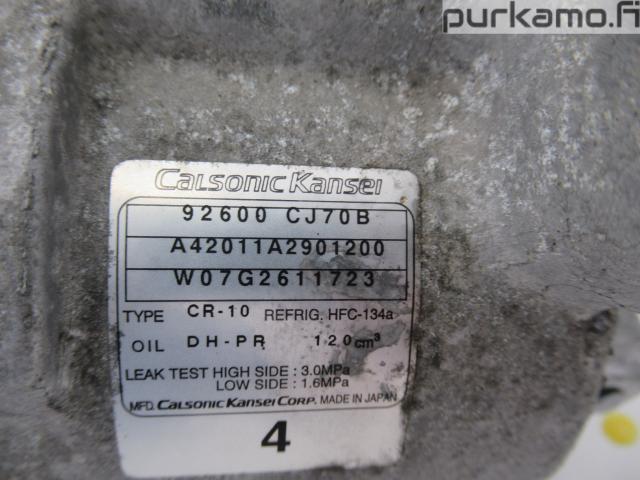 purkamo.fi
Calsonic Kansei
92600 CJ70B
A42011A2901200
W07G2611723
TYPE CR-10 REFRIG. HFC-134a
OIL DH-PR 120cm³
LEAK TEST HIGH SIDE : 3.0MPa
LOW SIDE : 1.6MPa
MFD. CALSONIC KANSEI CORP. MADE IN JAPAN
4